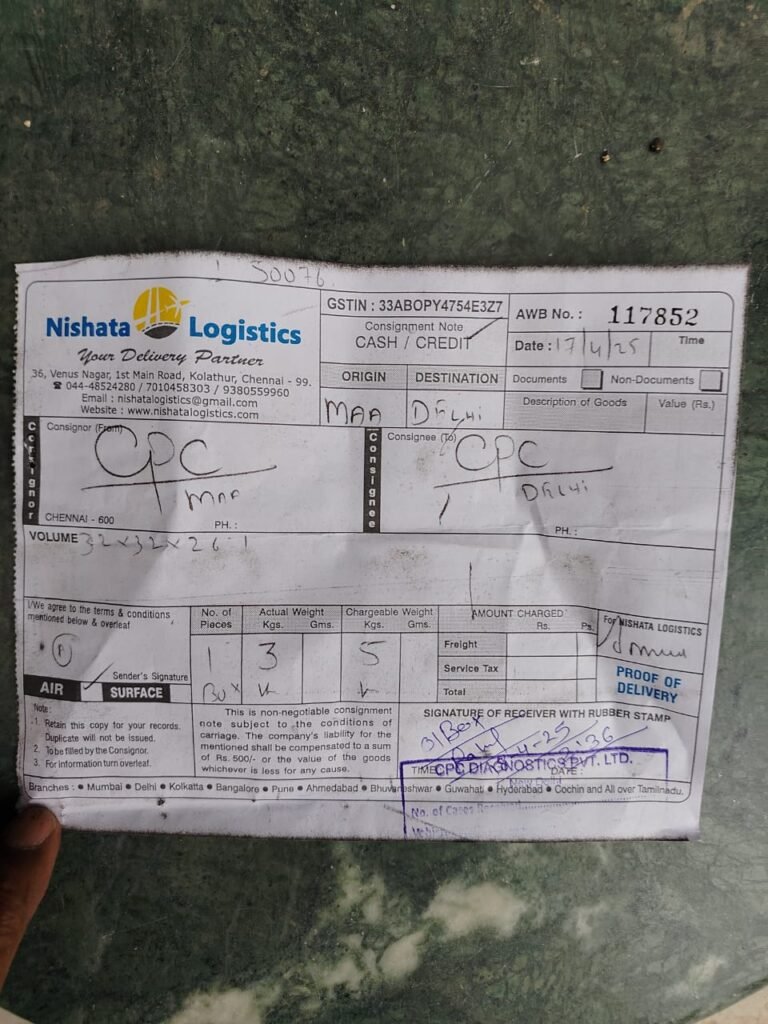 S0076
Nishata Logistics
Your Delivery Partner
36, Venus Nagar, 1st Main Road, Kolathur, Chennai - 99.
☎ 044-48524280 / 7010458303 / 9380559960
Email : nishatalogistics@gmail.com
Website : www.nishatalogistics.com
GSTIN : 33ABOPY4754E3Z7
Consignment Note
CASH / CREDIT
AWB No. : 117852
Date : 17/4/25
Time
ORIGIN
DESTINATION
MAA
DELHI
Documents
Non-Documents
Description of Goods
Value (Rs.)
Consignor
Consignor (From)
CPC
MAA
CHENNAI - 600
PH. :
Consignee
Consignee (To)
CPC
DELHI
PH. :
VOLUME 32 x 32 x 26 - 1
I/We agree to the terms & conditions
mentioned below & overleaf
Sender's Signature
AIR
SURFACE
No. of
Pieces
1
Box
Actual Weight
Kgs.
Gms.
3
K
Chargeable Weight
Kgs.
Gms.
5
K
AMOUNT CHARGED
Rs.
Ps.
Freight
Service Tax
Total
For NISHATA LOGISTICS
PROOF OF
DELIVERY
Note :
1. Retain this copy for your records.
Duplicate will not be issued.
2. To be filled by the Consignor.
3. For information turn overleaf.
This is non-negotiable consignment
note subject to the conditions of
carriage. The company's liability for the
mentioned shall be compensated to a sum
of Rs.500/- or the value of the goods
whichever is less for any cause.
SIGNATURE OF RECEIVER WITH RUBBER STAMP
Box
TIME
DATE :
CPC DIAGNOSTICS PVT. LTD.
New Delhi
No. of Cases Received
Branches : ● Mumbai ● Delhi ● Kolkatta ● Bangalore ● Pune ● Ahmedabad ● Bhuvaneshwar ● Guwahati ● Hyderabad ● Cochin and All over Tamilnadu.